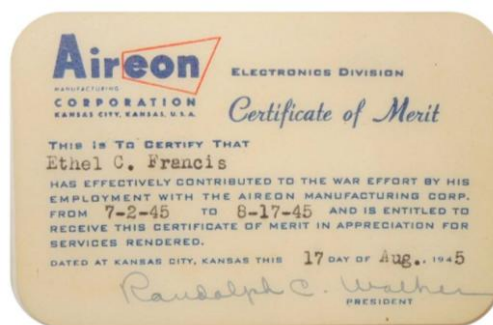 Aireon
MANUFACTURING
CORPORATION
KANSAS CITY, KANSAS, U.S.A.
ELECTRONICS DIVISION
Certificate of Merit
THIS IS TO CERTIFY THAT
Ethel C. Francis
HAS EFFECTIVELY CONTRIBUTED TO THE WAR EFFORT BY HIS
EMPLOYMENT WITH THE AIREON MANUFACTURING CORP.
FROM 7-2-45 TO 8-17-45 AND IS ENTITLED TO
RECEIVE THIS CERTIFICATE OF MERIT IN APPRECIATION FOR
SERVICES RENDERED.
DATED AT KANSAS CITY, KANSAS THIS 17 DAY OF Aug., 1945
Randolph C. Walker
PRESIDENT